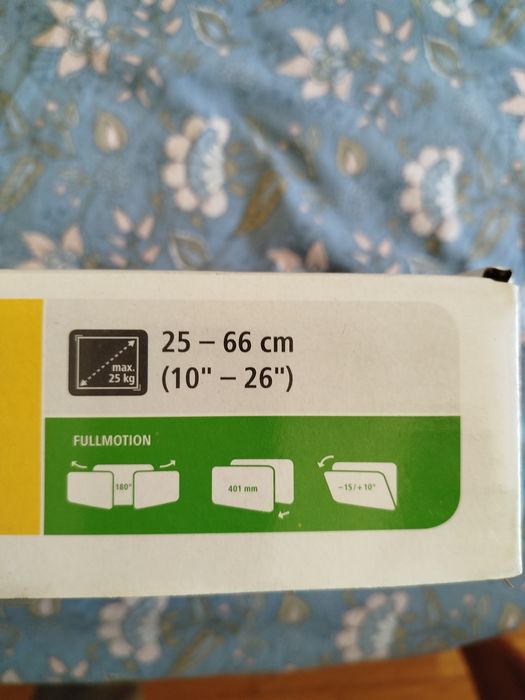 25 – 66 cm
(10" – 26")
max.
25 kg
FULLMOTION
180°
401 mm
–15/+10°